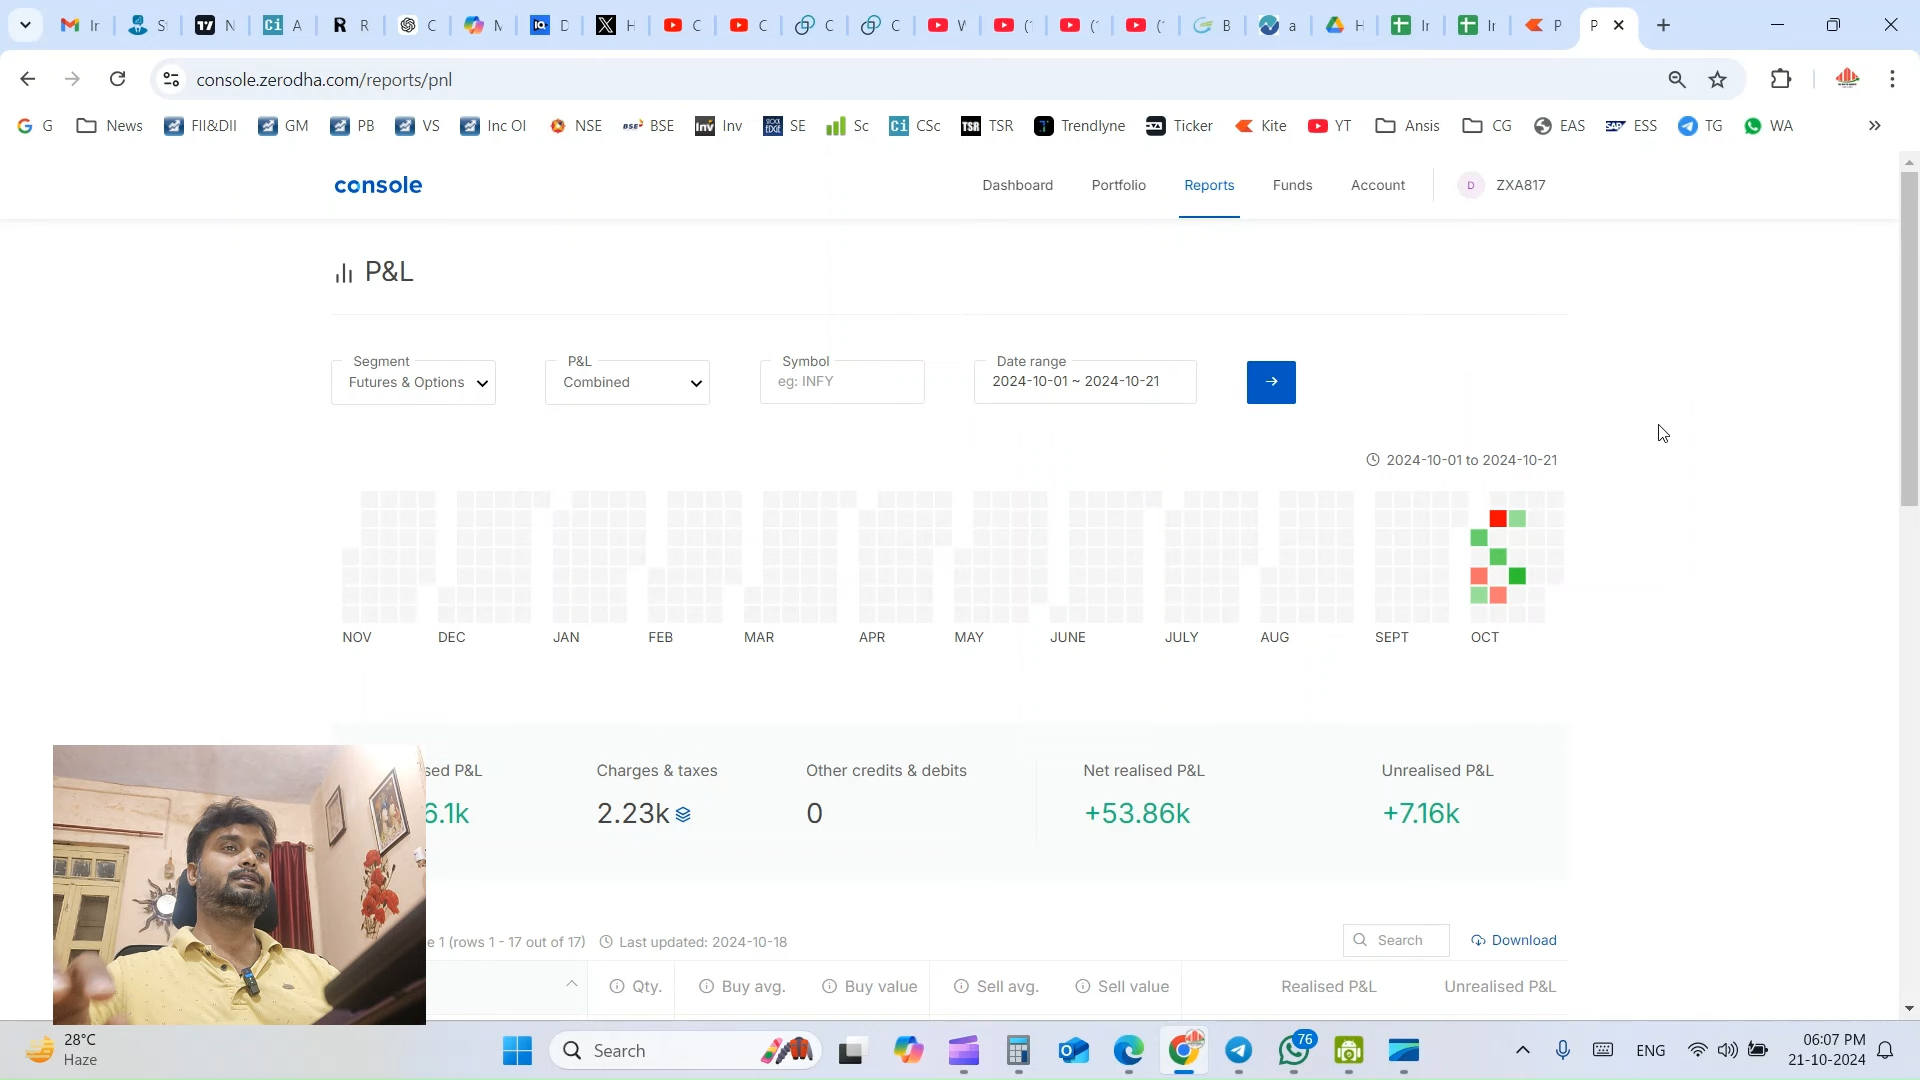 In
S
N
A
R
C
M
D
H
C
C
C
C
V
(
(
(
B
a
H
Ir
Ir
P
P
console.zerodha.com/reports/pnl
G News FII&DII GM PB VS Inc OI NSE BSE Inv SE Sc CSc TSR Trendlyne Ticker Kite YT Ansis CG EAS ESS TG WA
console Dashboard Portfolio Reports Funds Account D ZXA817
P&L
Segment P&L Symbol Date range
Futures & Options Combined eg: INFY 2024-10-01 ~ 2024-10-21
2024-10-01 to 2024-10-21
NOV DEC JAN FEB MAR APR MAY JUNE JULY AUG SEPT OCT
sed P&L Charges & taxes Other credits & debits Net realised P&L Unrealised P&L
6.1k 2.23k 0 +53.86k +7.16k
e 1 (rows 1 - 17 out of 17) Last updated: 2024-10-18 Search Download
Qty. Buy avg. Buy value Sell avg. Sell value Realised P&L Unrealised P&L
28°C
Haze
Search
76
ENG
06:07 PM
21-10-2024